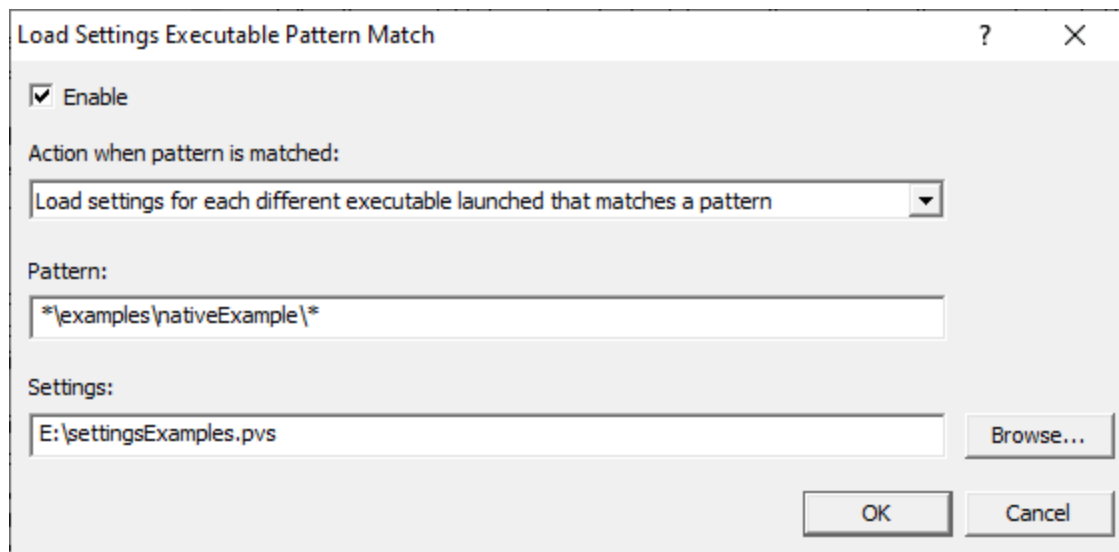 Load Settings Executable Pattern Match ?
Enable
Action when pattern is matched:
Load settings for each different executable launched that matches a pattern
Pattern:
*\examples\nativeExample\*
Settings:
E:\settingsExamples.pvs Browse...
OK Cancel